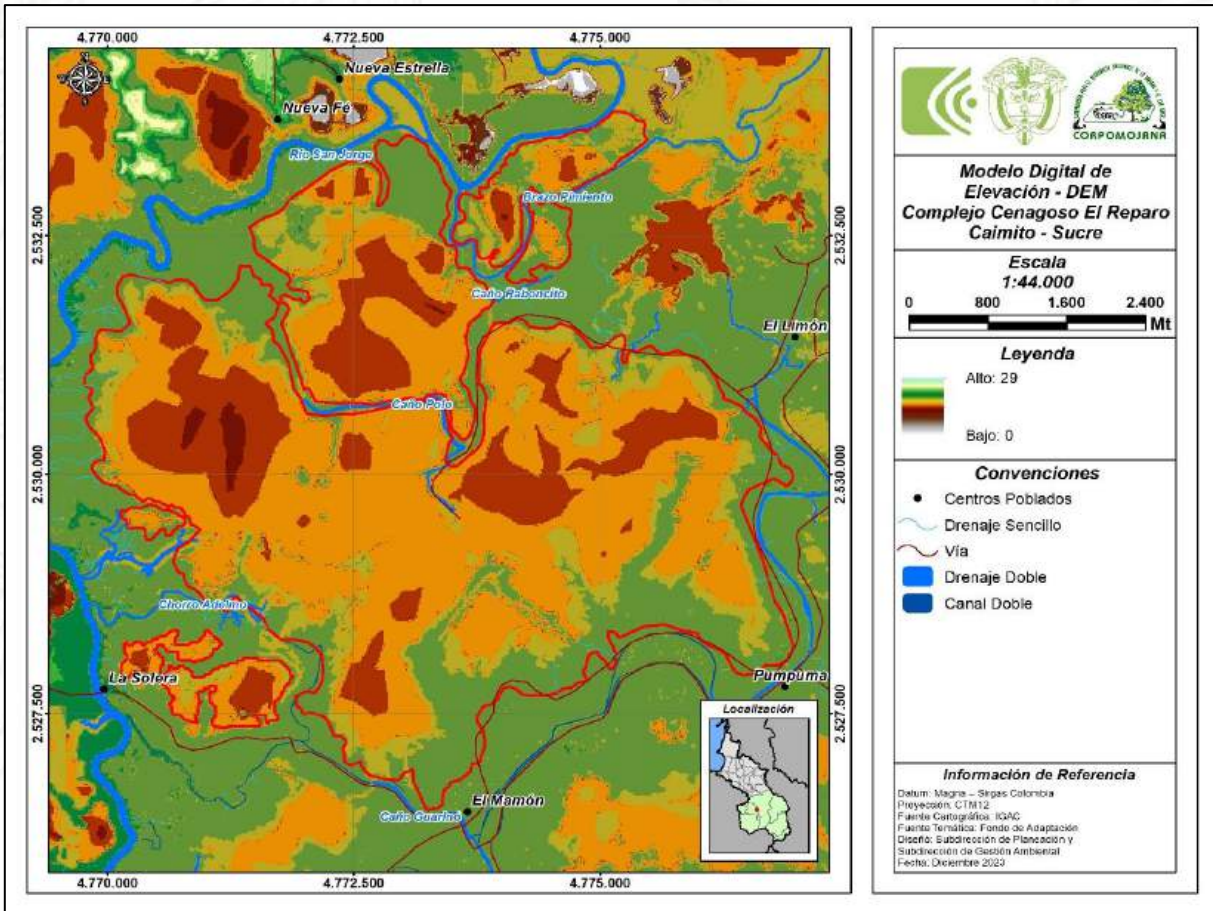 4.770.000
4.772.500
4.775.000
Nueva Estrella
Nueva Fé
Río San Jorge
Brazo Pimiento
2.532.500
2.532.500
Caño Raboncito
El Limón
Caño Polo
2.530.000
2.530.000
Chorro Adelmo
La Solera
Pumpuma
2.527.500
2.527.500
El Mamón
Caño Guarino
Localización
4.770.000
4.772.500
4.775.000
CORPOMOJANA
Modelo Digital de
Elevación - DEM
Complejo Cenagoso El Reparo
Caimito - Sucre
Escala
1:44.000
0 800 1.600 2.400
Mt
Leyenda
Alto: 29
Bajo: 0
Convenciones
Centros Poblados
Drenaje Sencillo
Vía
Drenaje Doble
Canal Doble
Información de Referencia
Datum: Magna – Sirgas Colombia
Proyección: CTM12
Fuente Cartográfica: IGAC
Fuente Temática: Fondo de Adaptación
Diseño: Subdirección de Planeación y
Subdirección de Gestión Ambiental
Fecha: Diciembre 2023